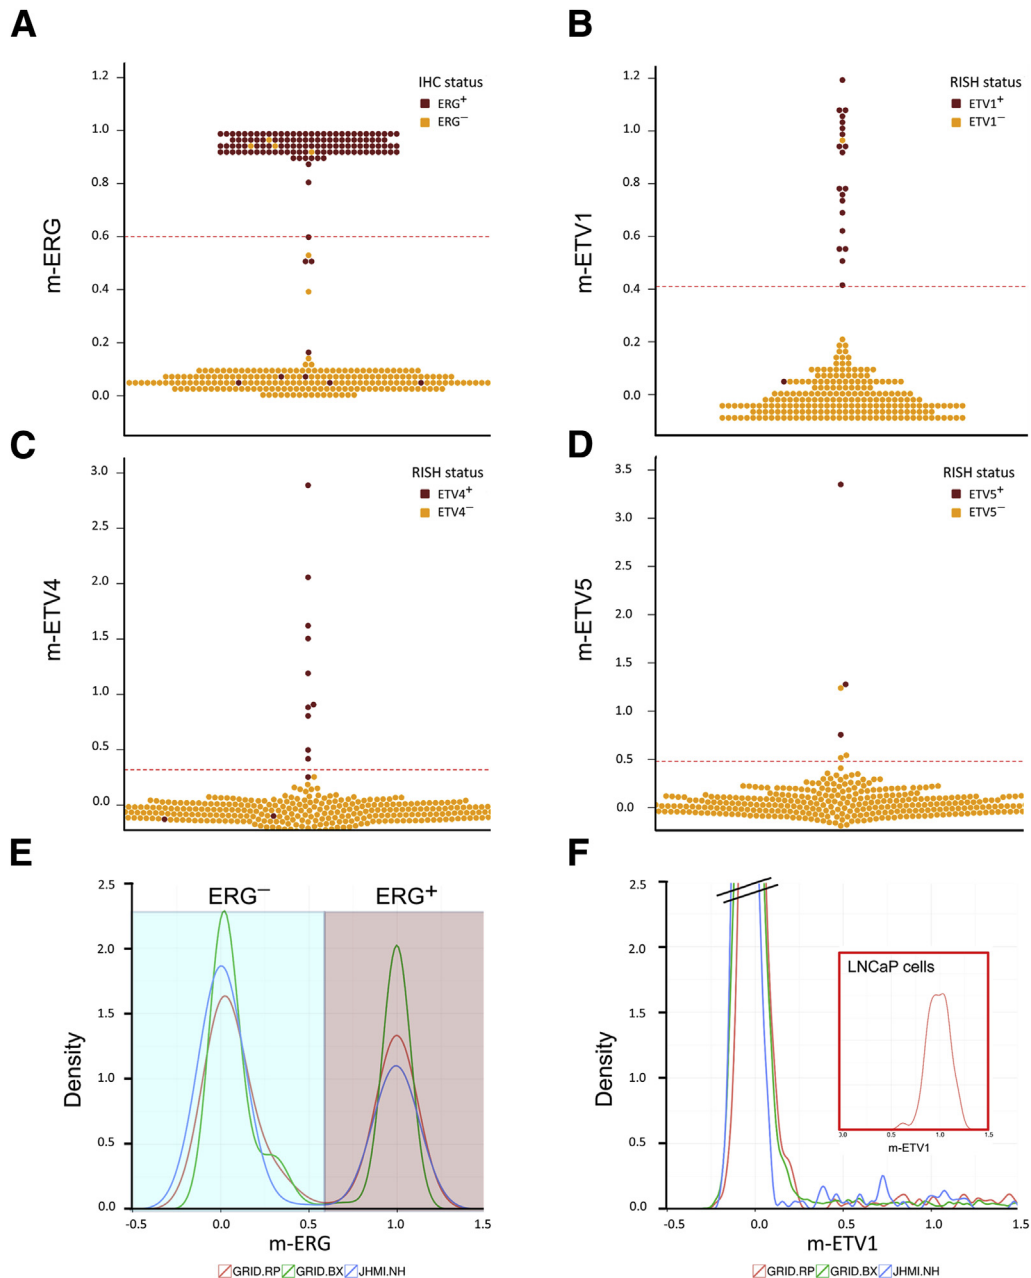 A
IHC status
ERG+
ERG–
m-ERG
1.2
1.0
0.8
0.6
0.4
0.2
0.0
B
RISH status
ETV1+
ETV1–
m-ETV1
1.2
1.0
0.8
0.6
0.4
0.2
0.0
C
RISH status
ETV4+
ETV4–
m-ETV4
3.0
2.5
2.0
1.5
1.0
0.5
0.0
D
RISH status
ETV5+
ETV5–
m-ETV5
3.5
3.0
2.5
2.0
1.5
1.0
0.5
0.0
E
ERG– ERG+
Density
2.5
2.0
1.5
1.0
0.5
0.0
-0.5 0.0 0.5 1.0 1.5
m-ERG
GRID.RP GRID.BX JHMI.NH
F
Density
2.5
2.0
1.5
1.0
0.5
0.0
LNCaP cells
0.0 0.5 1.0 1.5
m-ETV1
-0.5 0.0 0.5 1.0 1.5
m-ETV1
GRID.RP GRID.BX JHMI.NH